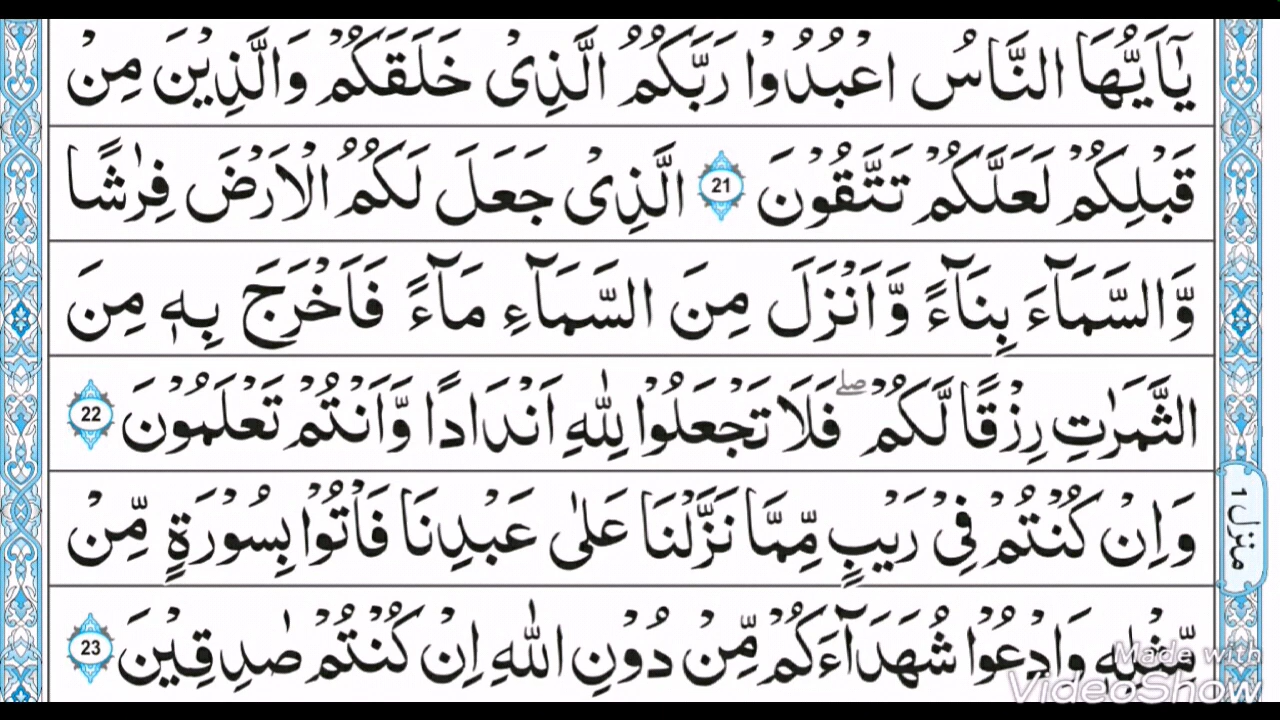 يٰٓاَيُّهَا النَّاسُ اعْبُدُوْا رَبَّكُمُ الَّذِىْ خَلَقَكُمْ وَالَّذِيْنَ مِنْ
قَبْلِكُمْ لَعَلَّكُمْ تَتَّقُوْنَ 21 الَّذِىْ جَعَلَ لَكُمُ الْاَرْضَ فِرٰشًا
وَّالسَّمَآءَ بِنَآءً وَّاَنْزَلَ مِنَ السَّمَآءِ مَآءً فَاَخْرَجَ بِهٖ مِنَ
الثَّمَرٰتِ رِزْقًا لَّكُمْ ۖ فَلَا تَجْعَلُوْا لِلّٰهِ اَنْدَادًا وَّاَنْتُمْ تَعْلَمُوْنَ 22
وَاِنْ كُنْتُمْ فِىْ رَيْبٍ مِّمَّا نَزَّلْنَا عَلٰى عَبْدِنَا فَاْتُوْا بِسُوْرَةٍ مِّنْ
منزل ١
مِّثْلِهٖ وَادْعُوْا شُهَدَآءَكُمْ مِّنْ دُوْنِ اللّٰهِ اِنْ كُنْتُمْ صٰدِقِيْنَ 23
Made with
VideoShow